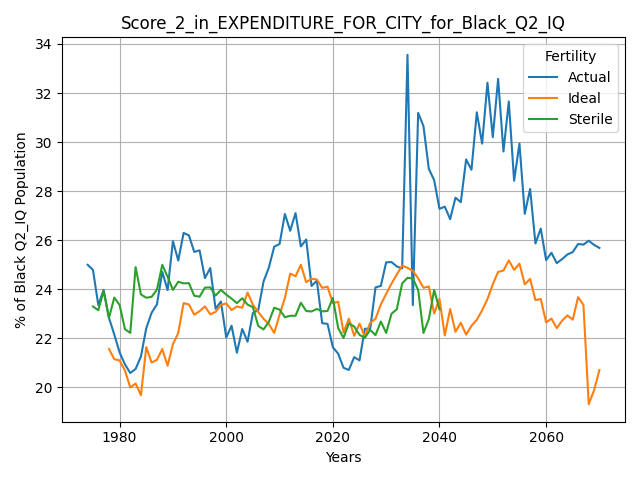 Score_2_in_EXPENDITURE_FOR_CITY_for_Black_Q2_IQ
34
32
30
28
26
24
22
20
% of Black Q2_IQ Population
Fertility
Actual
Ideal
Sterile
1980 2000 2020 2040 2060
Years